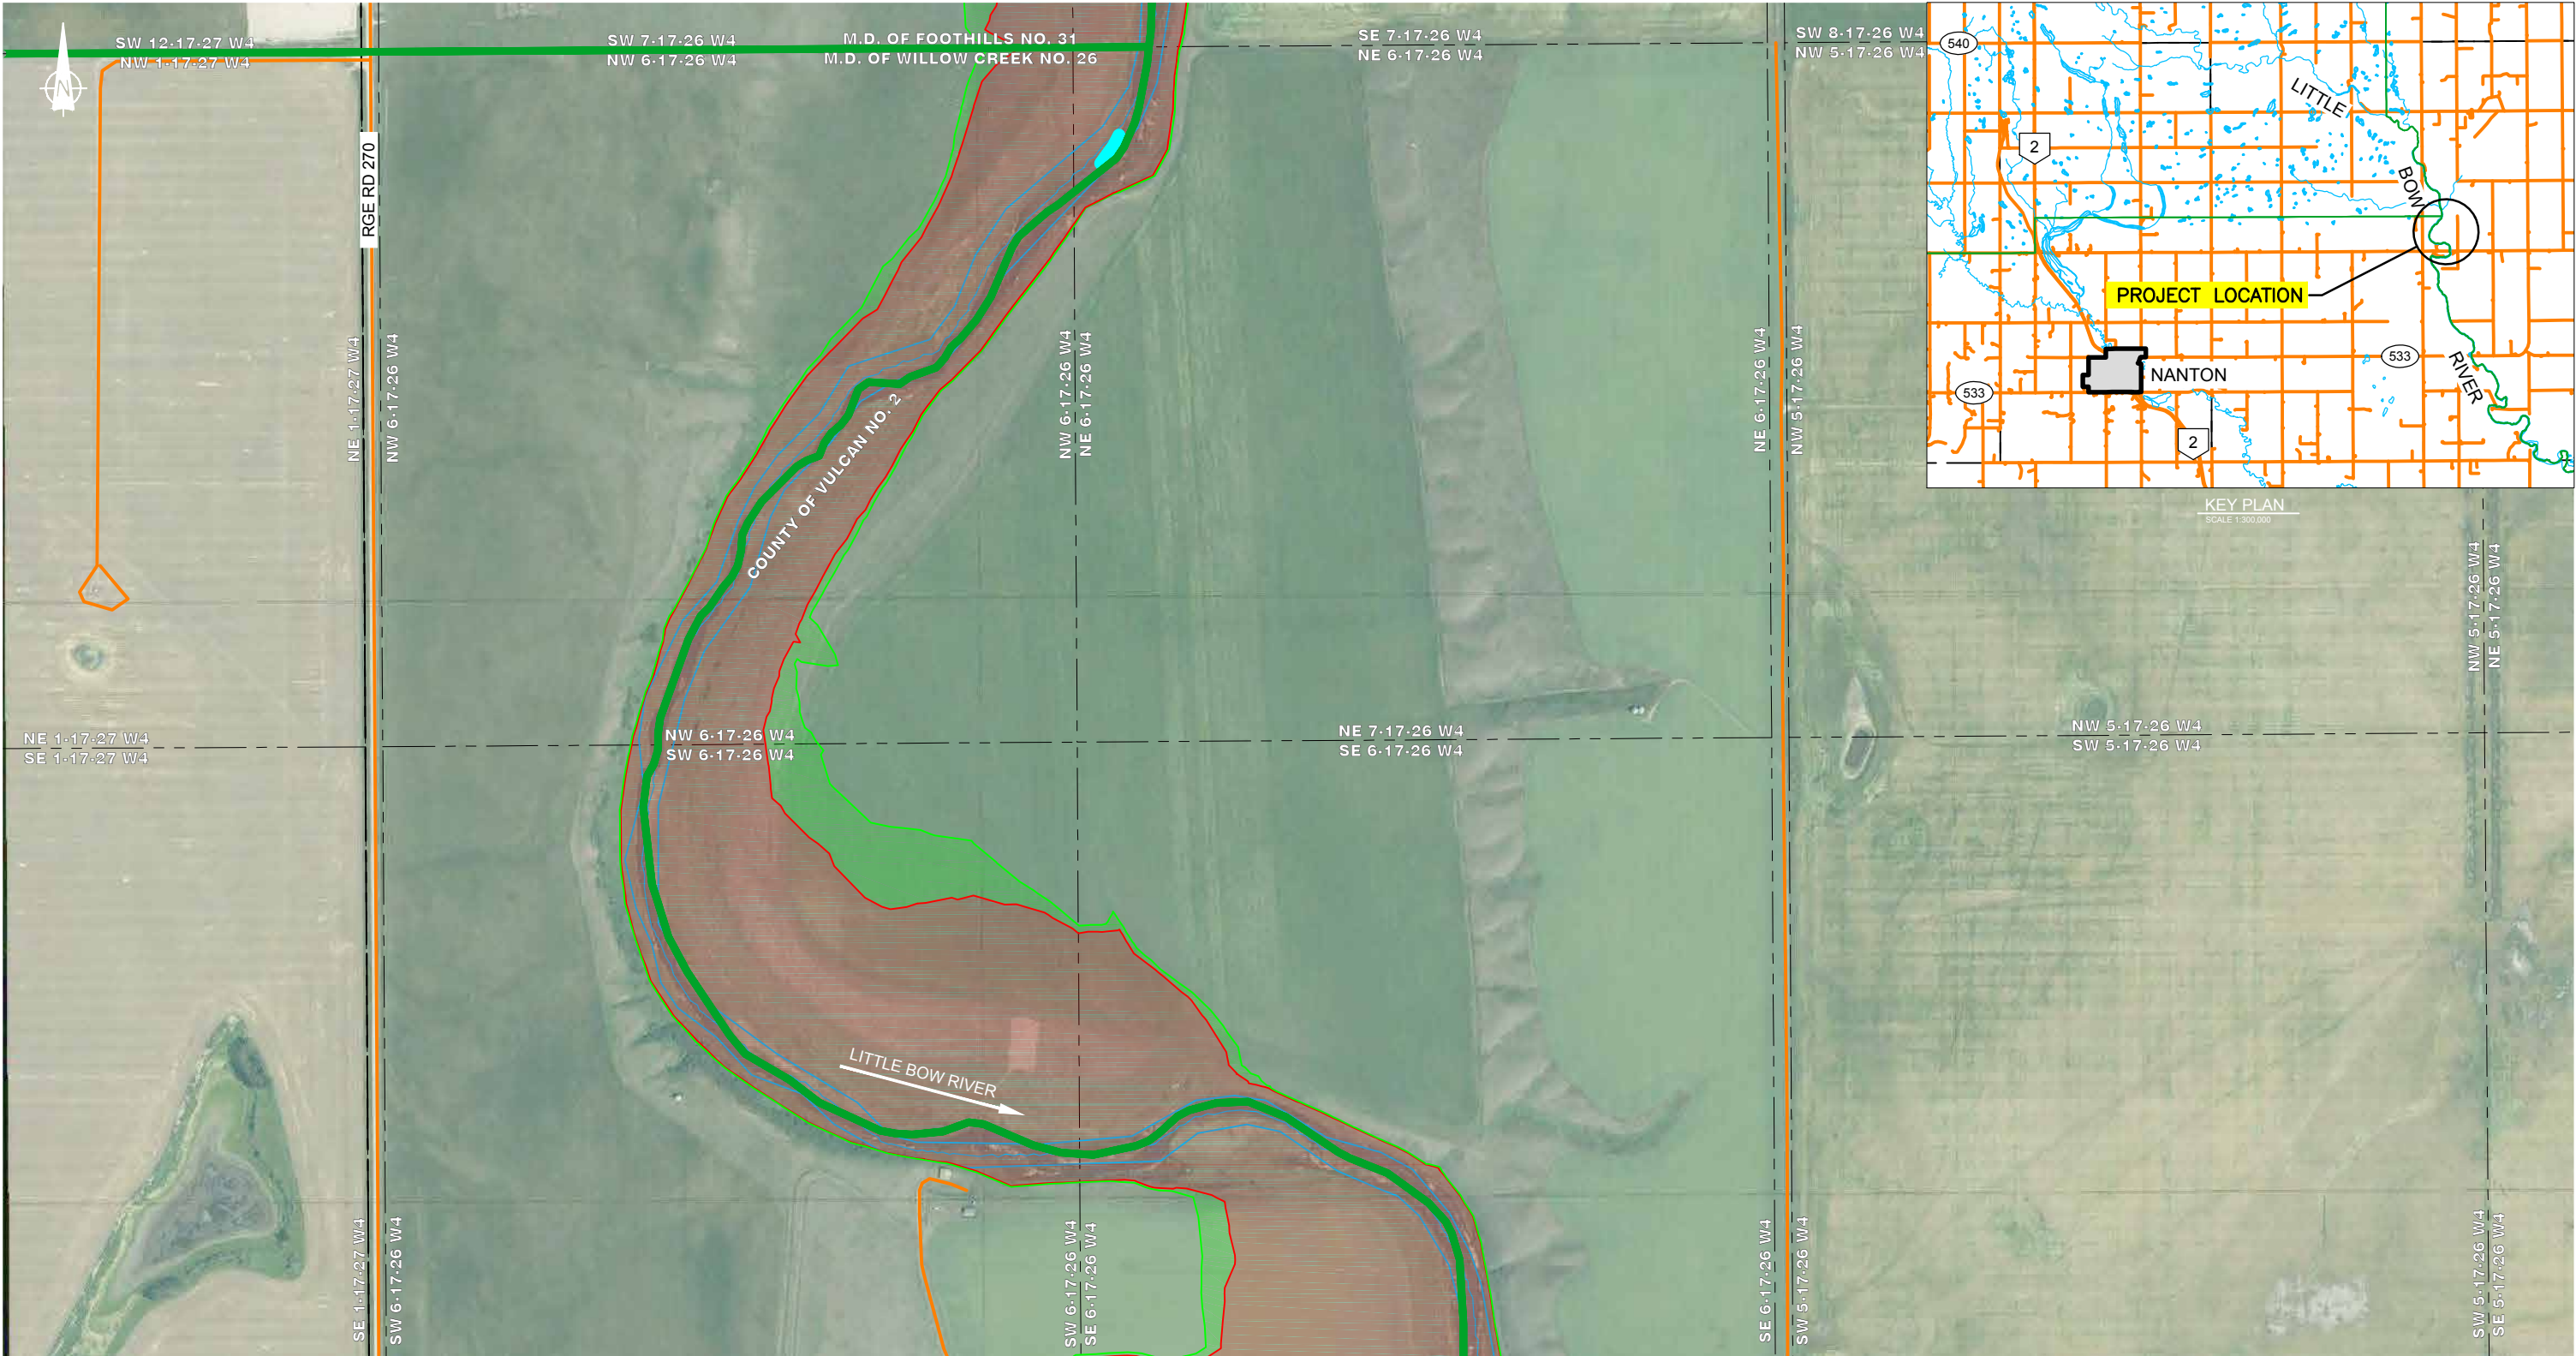 SW 12-17-27 W4
NW 1-17-27 W4
SW 7-17-26 W4
NW 6-17-26 W4
M.D. OF FOOTHILLS NO. 31
M.D. OF WILLOW CREEK NO. 26
SE 7-17-26 W4
NE 6-17-26 W4
SW 8-17-26 W4
NW 5-17-26 W4
N
RGE RD 270
540
2
LITTLE
BOW
RIVER
PROJECT LOCATION
NANTON
533
533
2
KEY PLAN
SCALE 1:300,000
NE 1-17-27 W4
NW 6-17-26 W4
COUNTY OF VULCAN NO. 2
NW 6-17-26 W4
NE 6-17-26 W4
NE 6-17-26 W4
NW 5-17-26 W4
NW 5-17-26 W4
NE 5-17-26 W4
NE 1-17-27 W4
SE 1-17-27 W4
NW 6-17-26 W4
SW 6-17-26 W4
NE 7-17-26 W4
SE 6-17-26 W4
NW 5-17-26 W4
SW 5-17-26 W4
LITTLE BOW RIVER
SE 1-17-27 W4
SW 6-17-26 W4
SW 6-17-26 W4
SE 6-17-26 W4
SE 6-17-26 W4
SW 5-17-26 W4
SW 5-17-26 W4
SE 5-17-26 W4